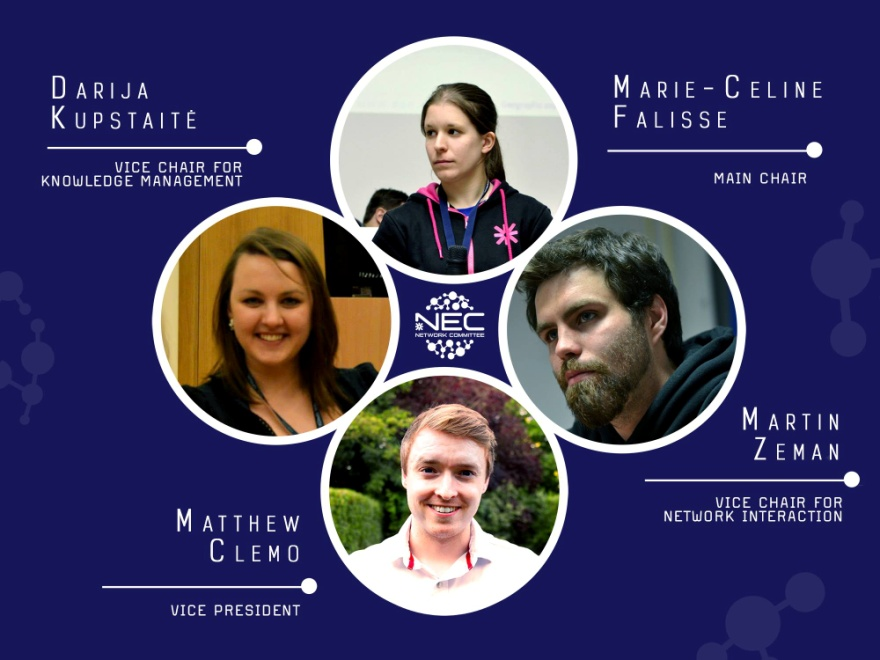 DARIJA
KUPSTAITĖ
VICE CHAIR FOR
KNOWLEDGE MANAGEMENT
MARIE-CELINE
FALISSE
MAIN CHAIR
NEC
NETWORK COMMITTEE
MARTIN
ZEMAN
VICE CHAIR FOR
NETWORK INTERACTION
MATTHEW
CLEMO
VICE PRESIDENT